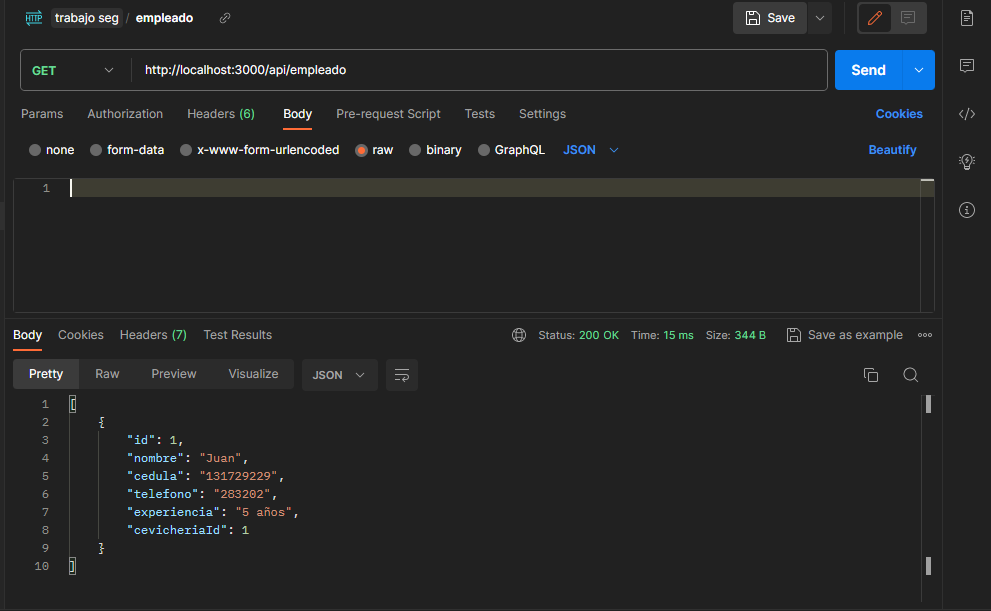 HTTP trabajo seg / empleado Save
GET http://localhost:3000/api/empleado Send
Params Authorization Headers (6) Body Pre-request Script Tests Settings Cookies
none form-data x-www-form-urlencoded raw binary GraphQL JSON Beautify
1
Body Cookies Headers (7) Test Results Status: 200 OK Time: 15 ms Size: 344 B Save as example
Pretty Raw Preview Visualize JSON
1 [
2 {
3 "id": 1,
4 "nombre": "Juan",
5 "cedula": "131729229",
6 "telefono": "283202",
7 "experiencia": "5 años",
8 "cevicheriaId": 1
9 }
10 ]